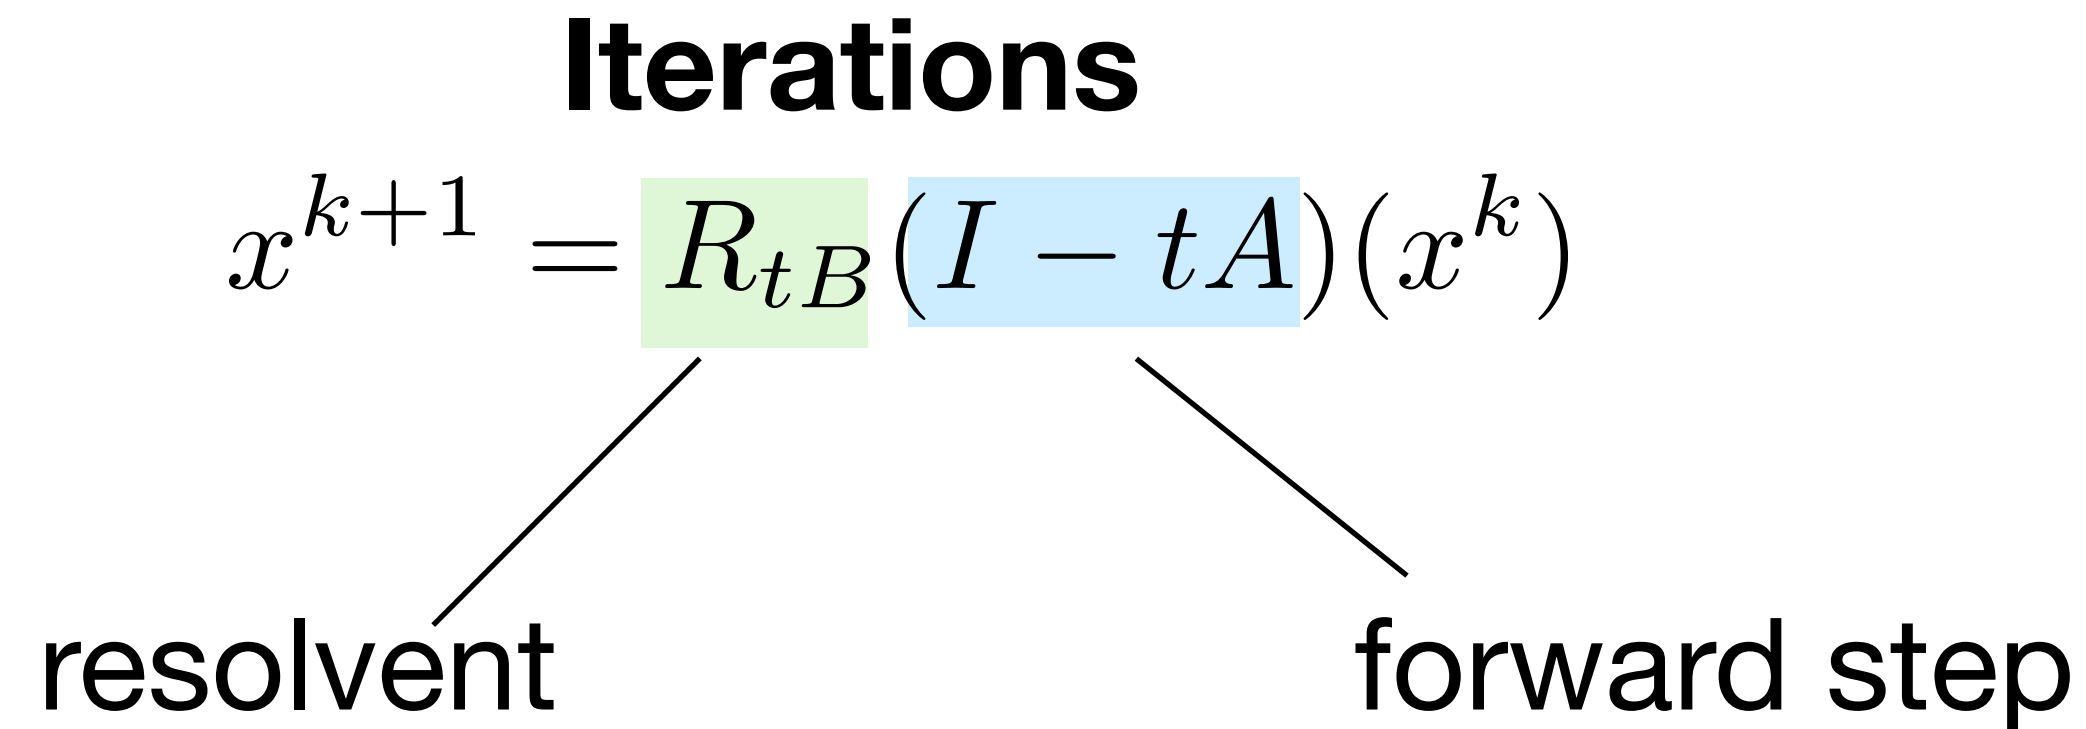 Iterations
x^{k+1} = R_{tB}(I − tA)(x^k)
resolvent
forward step